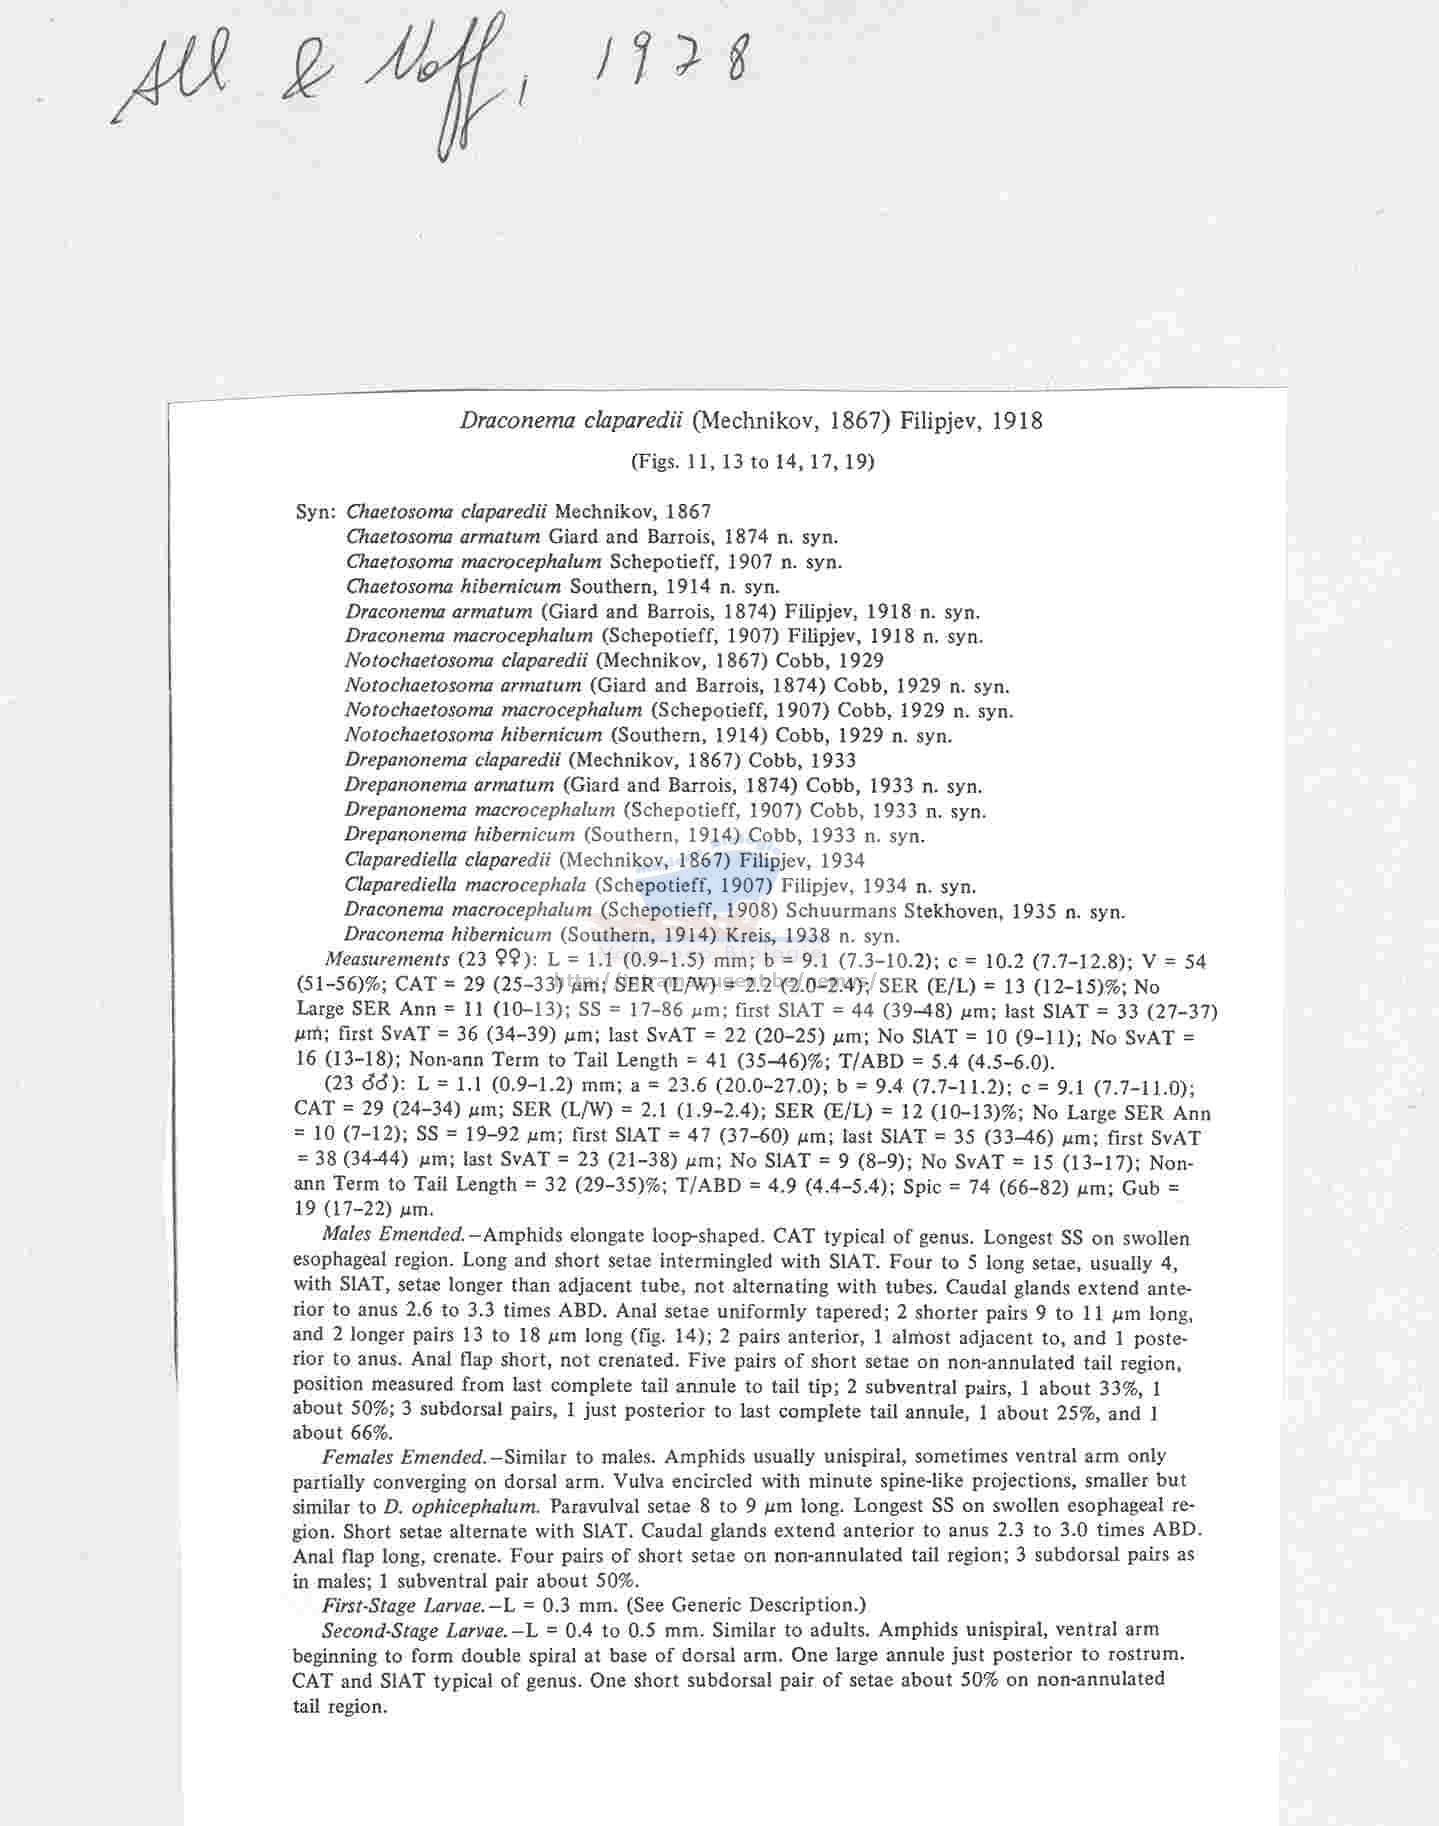 All & Noff, 1978
Draconema claparedii (Mechnikov, 1867) Filipjev, 1918
(Figs. 11, 13 to 14, 17, 19)
Syn: Chaetosoma claparedii Mechnikov, 1867
Chaetosoma armatum Giard and Barrois, 1874 n. syn.
Chaetosoma macrocephalum Schepotieff, 1907 n. syn.
Chaetosoma hibernicum Southern, 1914 n. syn.
Draconema armatum (Giard and Barrois, 1874) Filipjev, 1918 n. syn.
Draconema macrocephalum (Schepotieff, 1907) Filipjev, 1918 n. syn.
Notochaetosoma claparedii (Mechnikov, 1867) Cobb, 1929
Notochaetosoma armatum (Giard and Barrois, 1874) Cobb, 1929 n. syn.
Notochaetosoma macrocephalum (Schepotieff, 1907) Cobb, 1929 n. syn.
Notochaetosoma hibernicum (Southern, 1914) Cobb, 1929 n. syn.
Drepanonema claparedii (Mechnikov, 1867) Cobb, 1933
Drepanonema armatum (Giard and Barrois, 1874) Cobb, 1933 n. syn.
Drepanonema macrocephalum (Schepotieff, 1907) Cobb, 1933 n. syn.
Drepanonema hibernicum (Southern, 1914) Cobb, 1933 n. syn.
Claparediella claparedii (Mechnikov, 1867) Filipjev, 1934
Claparediella macrocephala (Schepotieff, 1907) Filipjev, 1934 n. syn.
Draconema macrocephalum (Schepotieff, 1908) Schuurmans Stekhoven, 1935 n. syn.
Draconema hibernicum (Southern, 1914) Kreis, 1938 n. syn.
Measurements (23 ♀♀): L = 1.1 (0.9–1.5) mm; b = 9.1 (7.3–10.2); c = 10.2 (7.7–12.8); V = 54
(51–56)%; CAT = 29 (25–33) μm; SER (L/W) = 2.2 (2.0–2.4); SER (E/L) = 13 (12–15)%; No
Large SER Ann = 11 (10–13); SS = 17–86 μm; first SlAT = 44 (39–48) μm; last SlAT = 33 (27–37)
μm; first SvAT = 36 (34–39) μm; last SvAT = 22 (20–25) μm; No SlAT = 10 (9–11); No SvAT =
16 (13–18); Non-ann Term to Tail Length = 41 (35–46)%; T/ABD = 5.4 (4.5–6.0).
(23 ♂♂): L = 1.1 (0.9–1.2) mm; a = 23.6 (20.0–27.0); b = 9.4 (7.7–11.2); c = 9.1 (7.7–11.0);
CAT = 29 (24–34) μm; SER (L/W) = 2.1 (1.9–2.4); SER (E/L) = 12 (10–13)%; No Large SER Ann
= 10 (7–12); SS = 19–92 μm; first SlAT = 47 (37–60) μm; last SlAT = 35 (33–46) μm; first SvAT
= 38 (34–44) μm; last SvAT = 23 (21–38) μm; No SlAT = 9 (8–9); No SvAT = 15 (13–17); Non-
ann Term to Tail Length = 32 (29–35)%; T/ABD = 4.9 (4.4–5.4); Spic = 74 (66–82) μm; Gub =
19 (17–22) μm.
Males Emended.—Amphids elongate loop-shaped. CAT typical of genus. Longest SS on swollen
esophageal region. Long and short setae intermingled with SlAT. Four to 5 long setae, usually 4,
with SlAT, setae longer than adjacent tube, not alternating with tubes. Caudal glands extend ante-
rior to anus 2.6 to 3.3 times ABD. Anal setae uniformly tapered; 2 shorter pairs 9 to 11 μm long,
and 2 longer pairs 13 to 18 μm long (fig. 14); 2 pairs anterior, 1 almost adjacent to, and 1 poste-
rior to anus. Anal flap short, not crenated. Five pairs of short setae on non-annulated tail region,
position measured from last complete tail annule to tail tip; 2 subventral pairs, 1 about 33%, 1
about 50%; 3 subdorsal pairs, 1 just posterior to last complete tail annule, 1 about 25%, and 1
about 66%.
Females Emended.—Similar to males. Amphids usually unispiral, sometimes ventral arm only
partially converging on dorsal arm. Vulva encircled with minute spine-like projections, smaller but
similar to D. ophicephalum. Paravulval setae 8 to 9 μm long. Longest SS on swollen esophageal re-
gion. Short setae alternate with SlAT. Caudal glands extend anterior to anus 2.3 to 3.0 times ABD.
Anal flap long, crenate. Four pairs of short setae on non-annulated tail region; 3 subdorsal pairs as
in males; 1 subventral pair about 50%.
First-Stage Larvae.—L = 0.3 mm. (See Generic Description.)
Second-Stage Larvae.—L = 0.4 to 0.5 mm. Similar to adults. Amphids unispiral, ventral arm
beginning to form double spiral at base of dorsal arm. One large annule just posterior to rostrum.
CAT and SlAT typical of genus. One short subdorsal pair of setae about 50% on non-annulated
tail region.